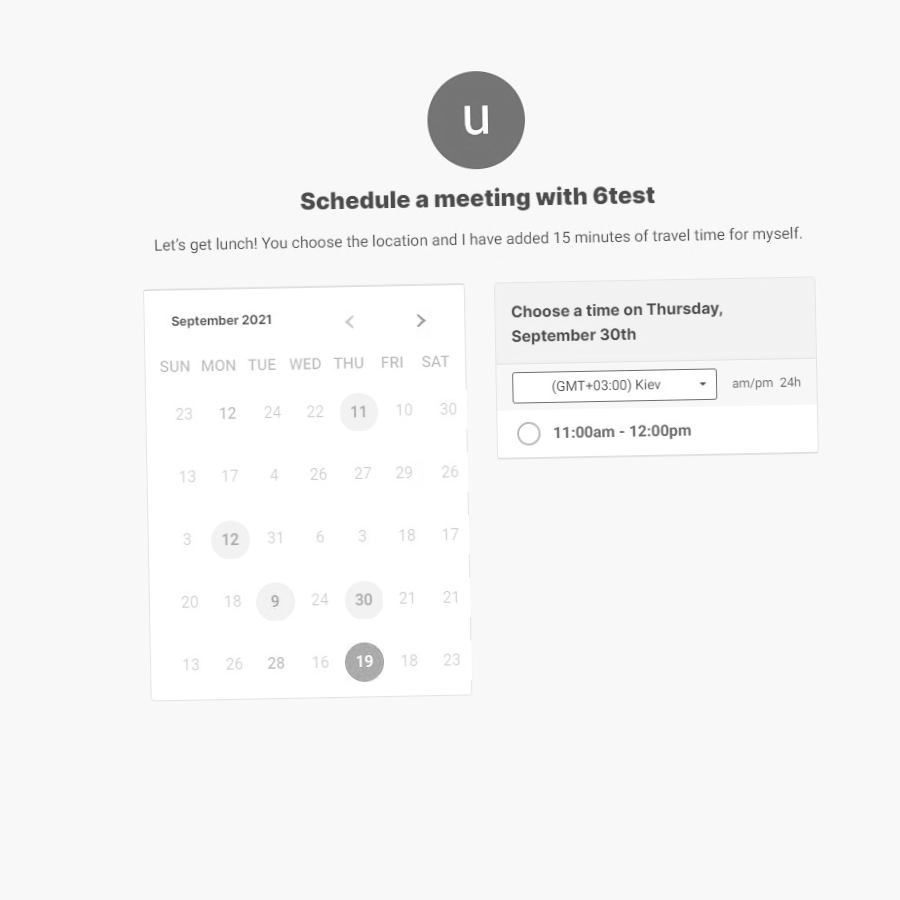 u
Schedule a meeting with 6test
Let's get lunch! You choose the location and I have added 15 minutes of travel time for myself.
September 2021
SUN MON TUE WED THU FRI SAT
23 12 24 22 11 10 30
13 17 4 26 27 29 26
3 12 31 6 3 18 17
20 18 9 24 30 21 21
13 26 28 16 19 18 23
Choose a time on Thursday,
September 30th
(GMT+03:00) Kiev am/pm 24h
11:00am - 12:00pm